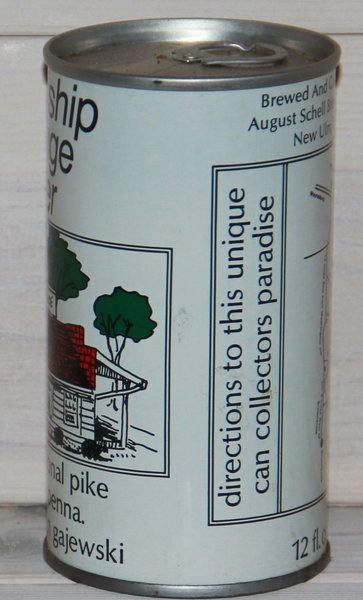 ship
ge
er
nal pike
enna.
gajewski
Brewed And
August Schell
New Ulm
directions to this unique
can collectors paradise
12 fl.